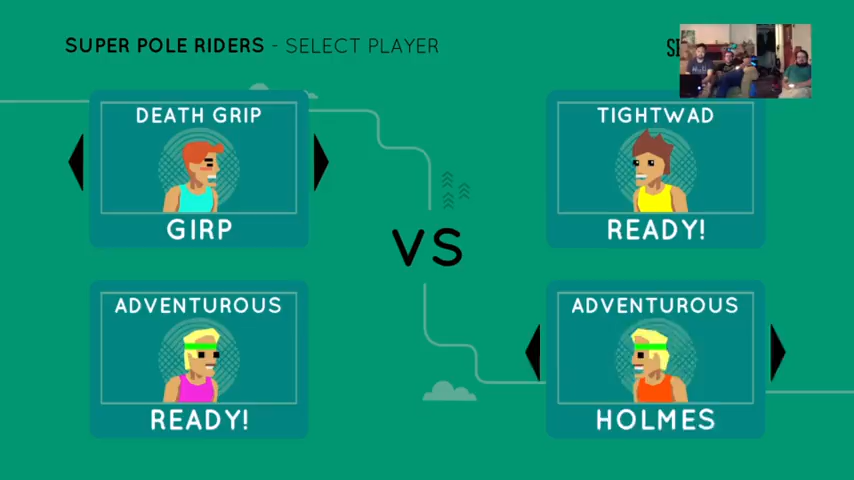 SUPER POLE RIDERS - SELECT PLAYER
DEATH GRIP
GIRP
TIGHTWAD
READY!
VS
ADVENTUROUS
READY!
ADVENTUROUS
HOLMES